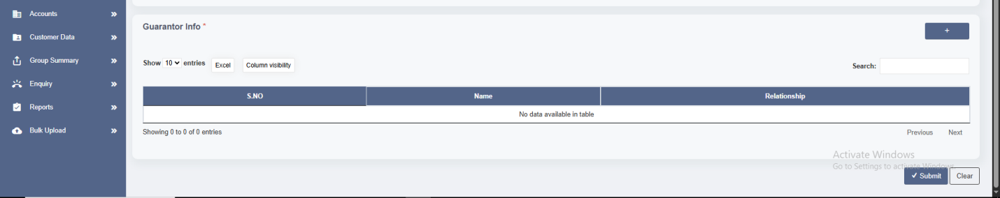 Accounts
Customer Data
Group Summary
Enquiry
Reports
Bulk Upload
Guarantor Info *
+
Show 10 entries Excel Column visibility
Search:
S.NO Name Relationship
No data available in table
Showing 0 to 0 of 0 entries
Previous Next
Activate Windows
Go to Settings to activate Windows.
Submit Clear